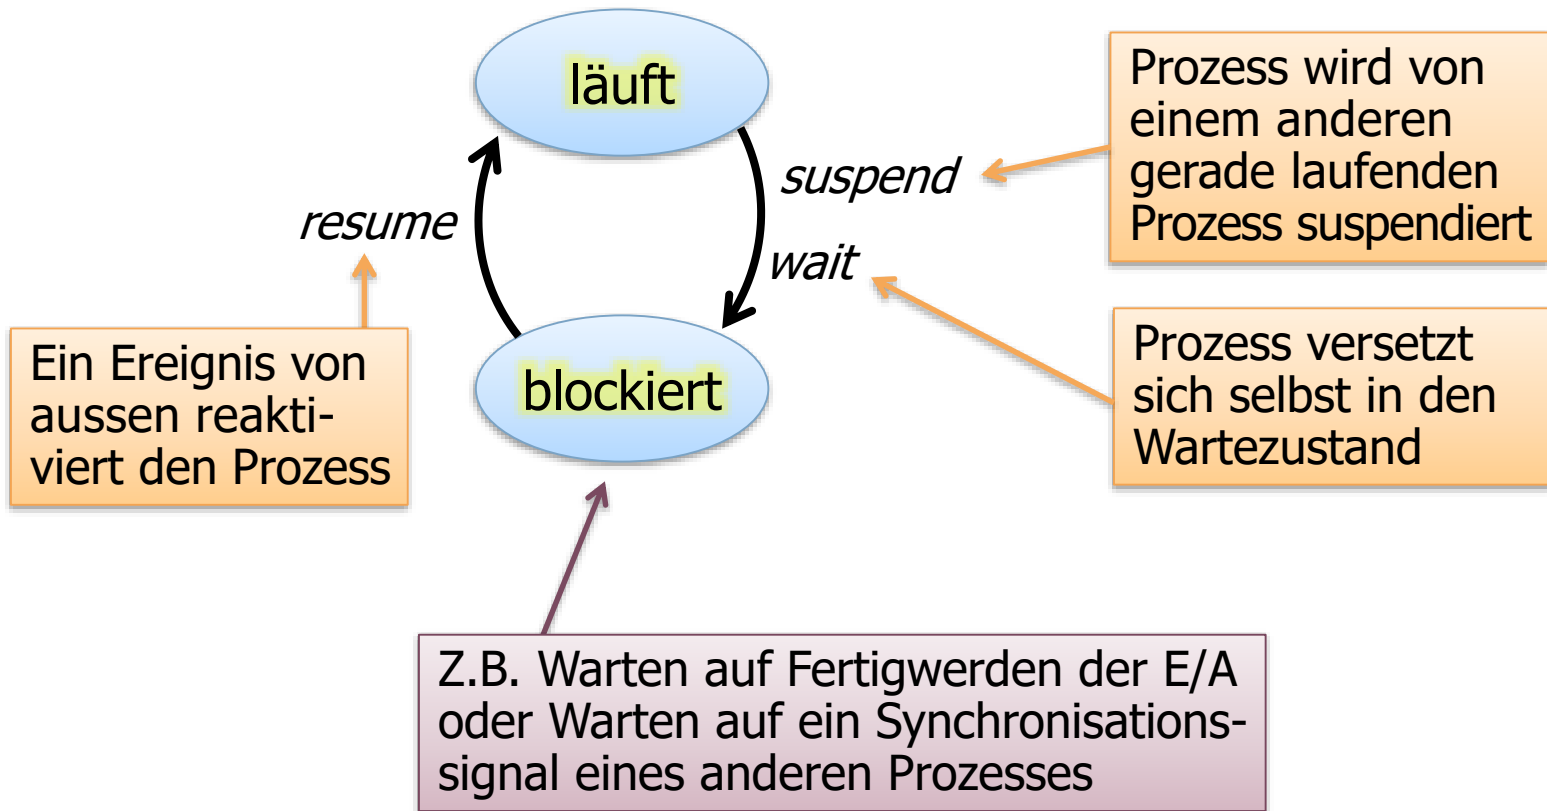 läuft
Prozess wird von
einem anderen
gerade laufenden
Prozess suspendiert
suspend
resume
wait
Ein Ereignis von
aussen reakti-
viert den Prozess
blockiert
Prozess versetzt
sich selbst in den
Wartezustand
Z.B. Warten auf Fertigwerden der E/A
oder Warten auf ein Synchronisations-
signal eines anderen Prozesses